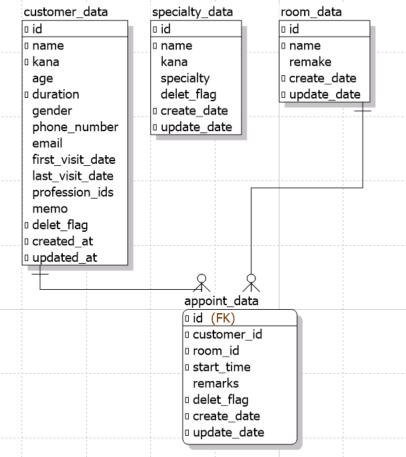 customer_data
id
name
kana
age
duration
gender
phone_number
email
first_visit_date
last_visit_date
profession_ids
memo
delet_flag
created_at
updated_at
specialty_data
id
name
kana
specialty
delet_flag
create_date
update_date
room_data
id
name
remake
create_date
update_date
appoint_data
id (FK)
customer_id
room_id
start_time
remarks
delet_flag
create_date
update_date